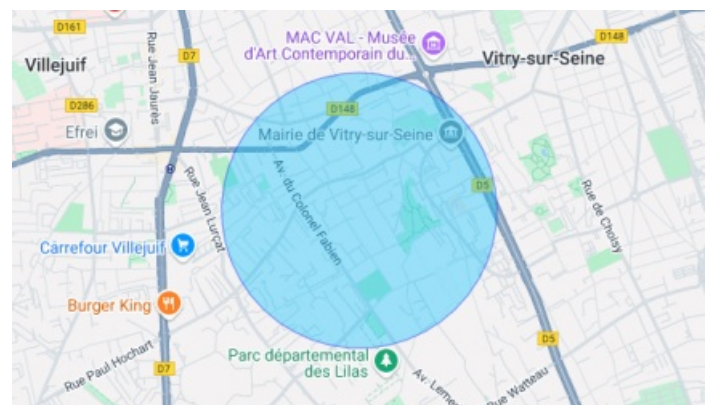 D161
MAC VAL - Musée
d'Art Contemporain du...
D148
Villejuif
Rue Jean Jaurès
D7
Vitry-sur-Seine
D286
D148
Efrei
Mairie de Vitry-sur-Seine
Av. du Colonel Fabien
Rue Jean Lurçat
D5
Rue de Choisy
Carrefour Villejuif
Burger King
Rue Paul Hochart
D7
Parc départemental
des Lilas
D5
Av. Leme
ue Watteau